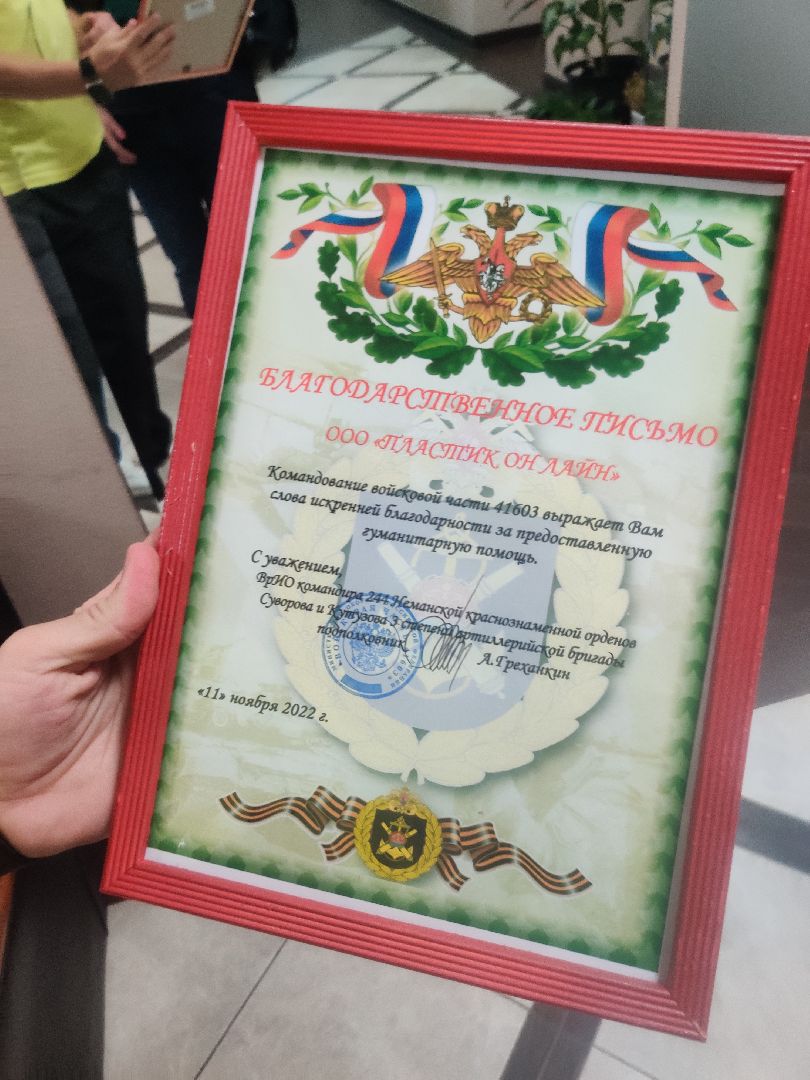 БЛАГОДАРСТВЕННОЕ ПИСЬМО
ООО «ПЛАСТИК ОН ЛАЙН»
Командование войсковой части 41603 выражает Вам
слова искренней благодарности за предоставленную
гуманитарную помощь.
С уважением,
ВрИО командира 244 Неманской краснознаменной орденов
Суворова и Кутузова 3 степени артиллерийской бригады
подполковник
А.Греханкин
«11» ноября 2022 г.